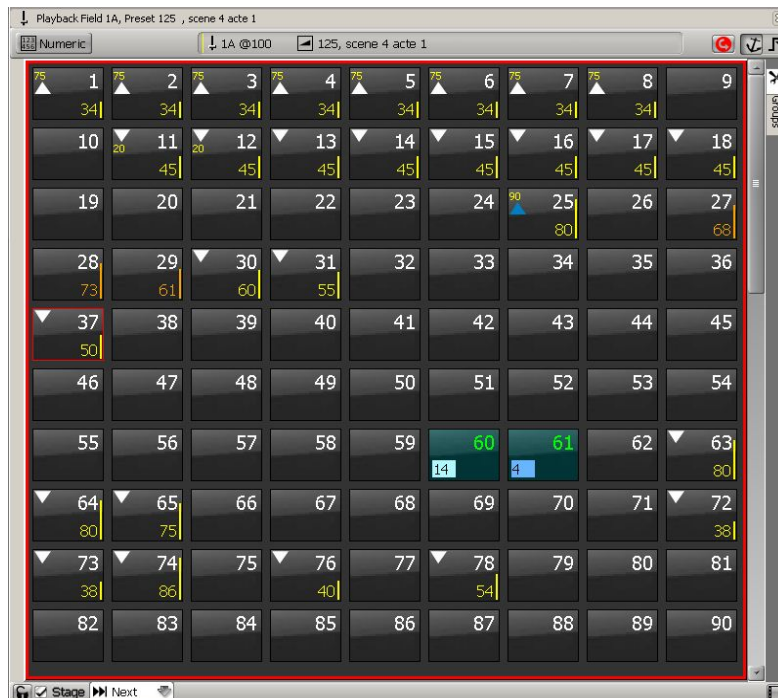 Playback Field 1A, Preset 125 , scene 4 acte 1
Numeric
1A @100
125, scene 4 acte 1
Groups
75 1 75 2 75 3 75 4 75 5 75 6 75 7 75 8 9
34 34 34 34 34 34 34 34
10 11 12 13 14 15 16 17 18
20 45 20 45 45 45 45 45 45 45
19 20 21 22 23 24 90 25 26 27
80 68
28 29 30 31 32 33 34 35 36
73 61 60 55
37 38 39 40 41 42 43 44 45
50
46 47 48 49 50 51 52 53 54
55 56 57 58 59 60 61 62 63
14 4 80
64 65 66 67 68 69 70 71 72
80 75 38
73 74 75 76 77 78 79 80 81
38 86 40 54
82 83 84 85 86 87 88 89 90
Stage Next